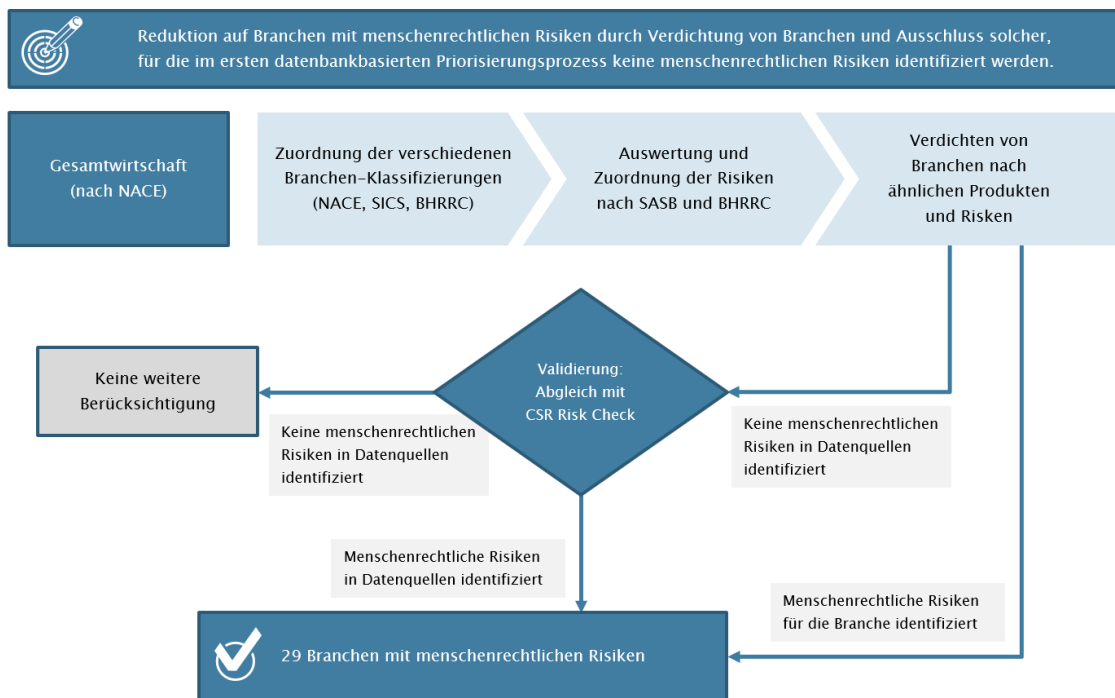 Reduktion auf Branchen mit menschenrechtlichen Risiken durch Verdichtung von Branchen und Ausschluss solcher,
für die im ersten datenbankbasierten Priorisierungsprozess keine menschenrechtlichen Risiken identifiziert werden.
Gesamtwirtschaft
(nach NACE)
Zuordnung der verschiedenen
Branchen-Klassifizierungen
(NACE, SICS, BHRRC)
Auswertung und
Zuordnung der Risiken
nach SASB und BHRRC
Verdichten von
Branchen nach
ähnlichen Produkten
und Risken
Keine weitere
Berücksichtigung
Validierung:
Abgleich mit
CSR Risk Check
Keine menschenrechtlichen
Risiken in Datenquellen
identifiziert
Keine menschenrechtlichen
Risiken in Datenquellen
identifiziert
Menschenrechtliche Risiken
in Datenquellen identifiziert
Menschenrechtliche Risiken
für die Branche identifiziert
29 Branchen mit menschenrechtlichen Risiken